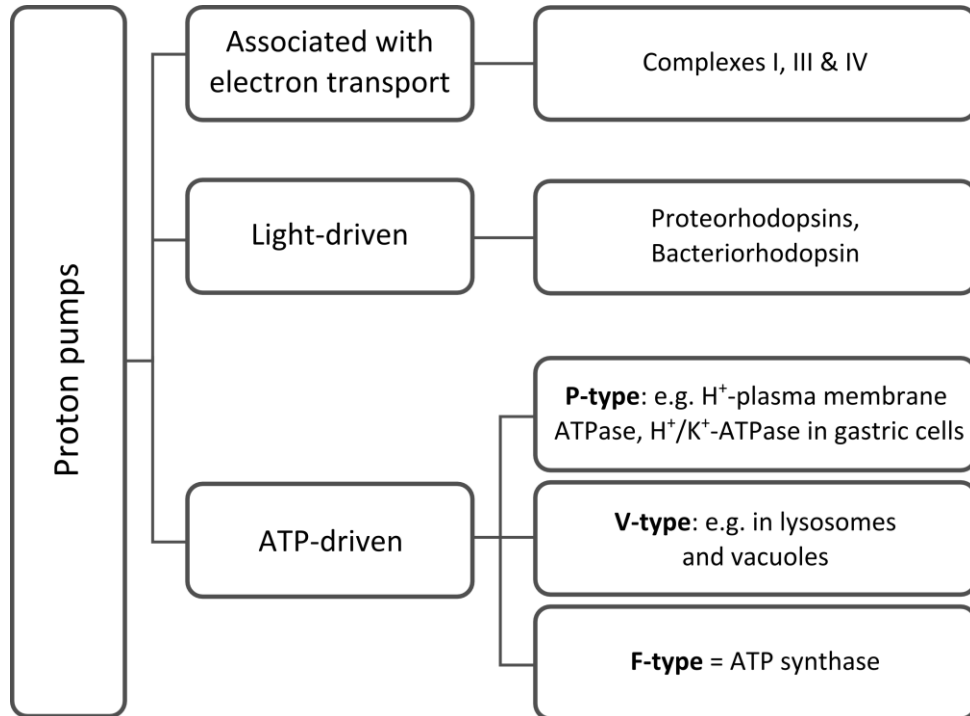 Proton pumps
Associated with
electron transport
Complexes I, III & IV
Light-driven
Proteorhodopsins,
Bacteriorhodopsin
ATP-driven
P-type: e.g. H⁺-plasma membrane
ATPase, H⁺/K⁺-ATPase in gastric cells
V-type: e.g. in lysosomes
and vacuoles
F-type = ATP synthase